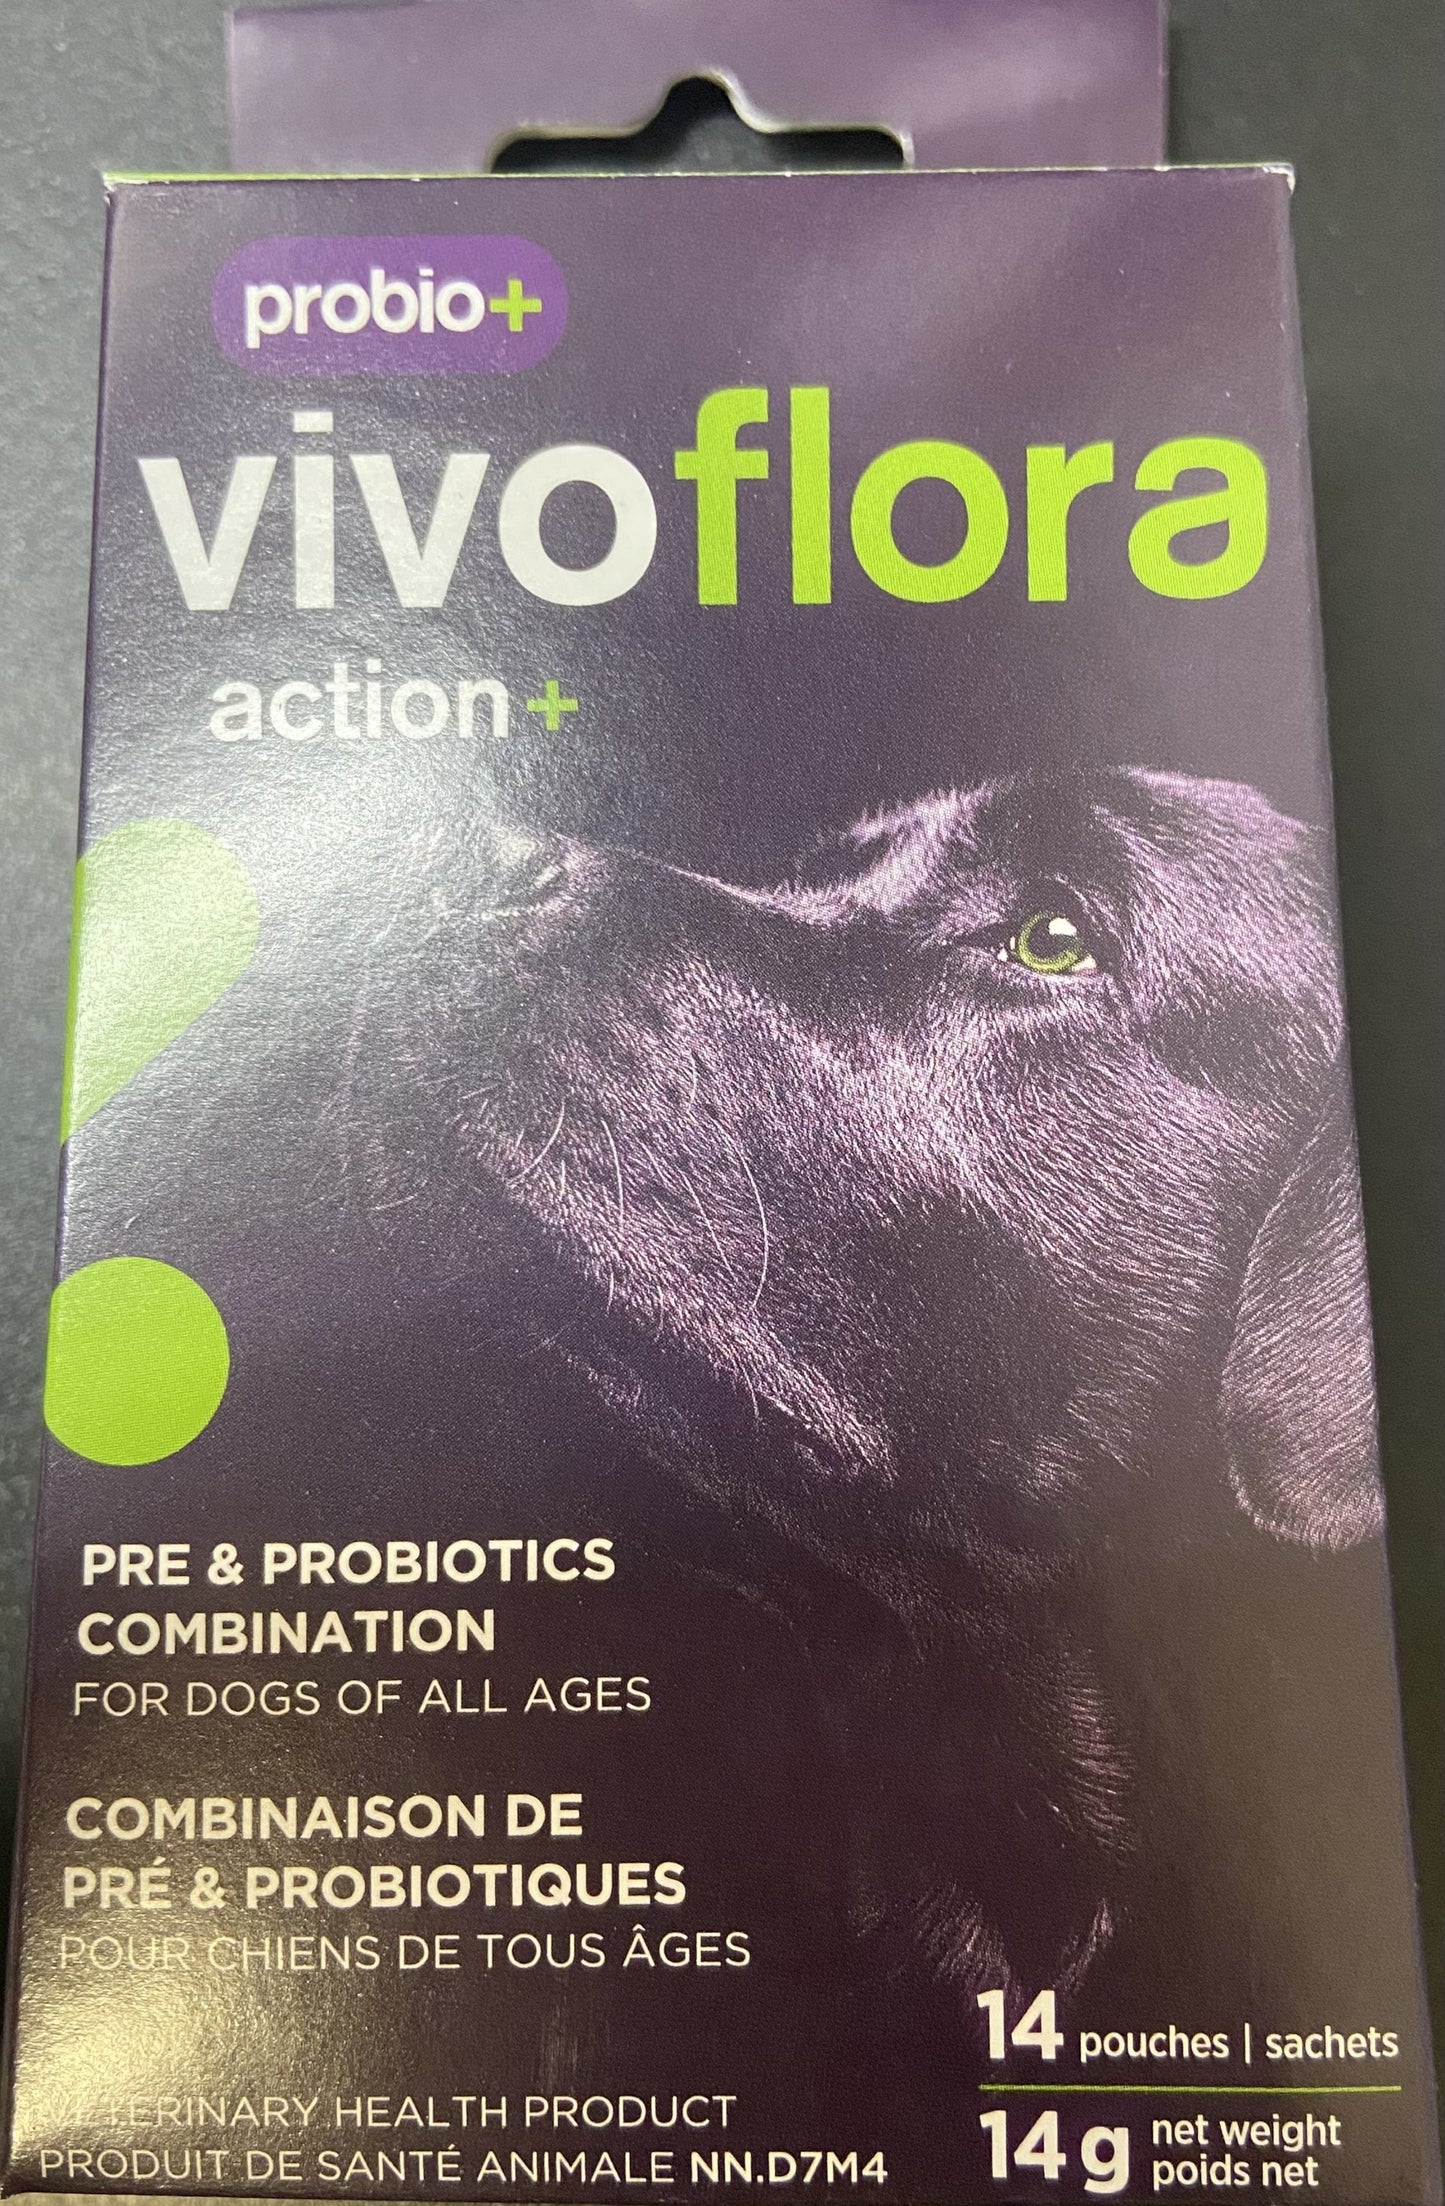 probio+
vivoflora
action+
PRE & PROBIOTICS
COMBINATION
FOR DOGS OF ALL AGES
COMBINAISON DE
PRÉ & PROBIOTIQUES
POUR CHIENS DE TOUS ÂGES
VETERINARY HEALTH PRODUCT
PRODUIT DE SANTÉ ANIMALE NN.D7M4
14 pouches | sachets
14 g net weight
poids net